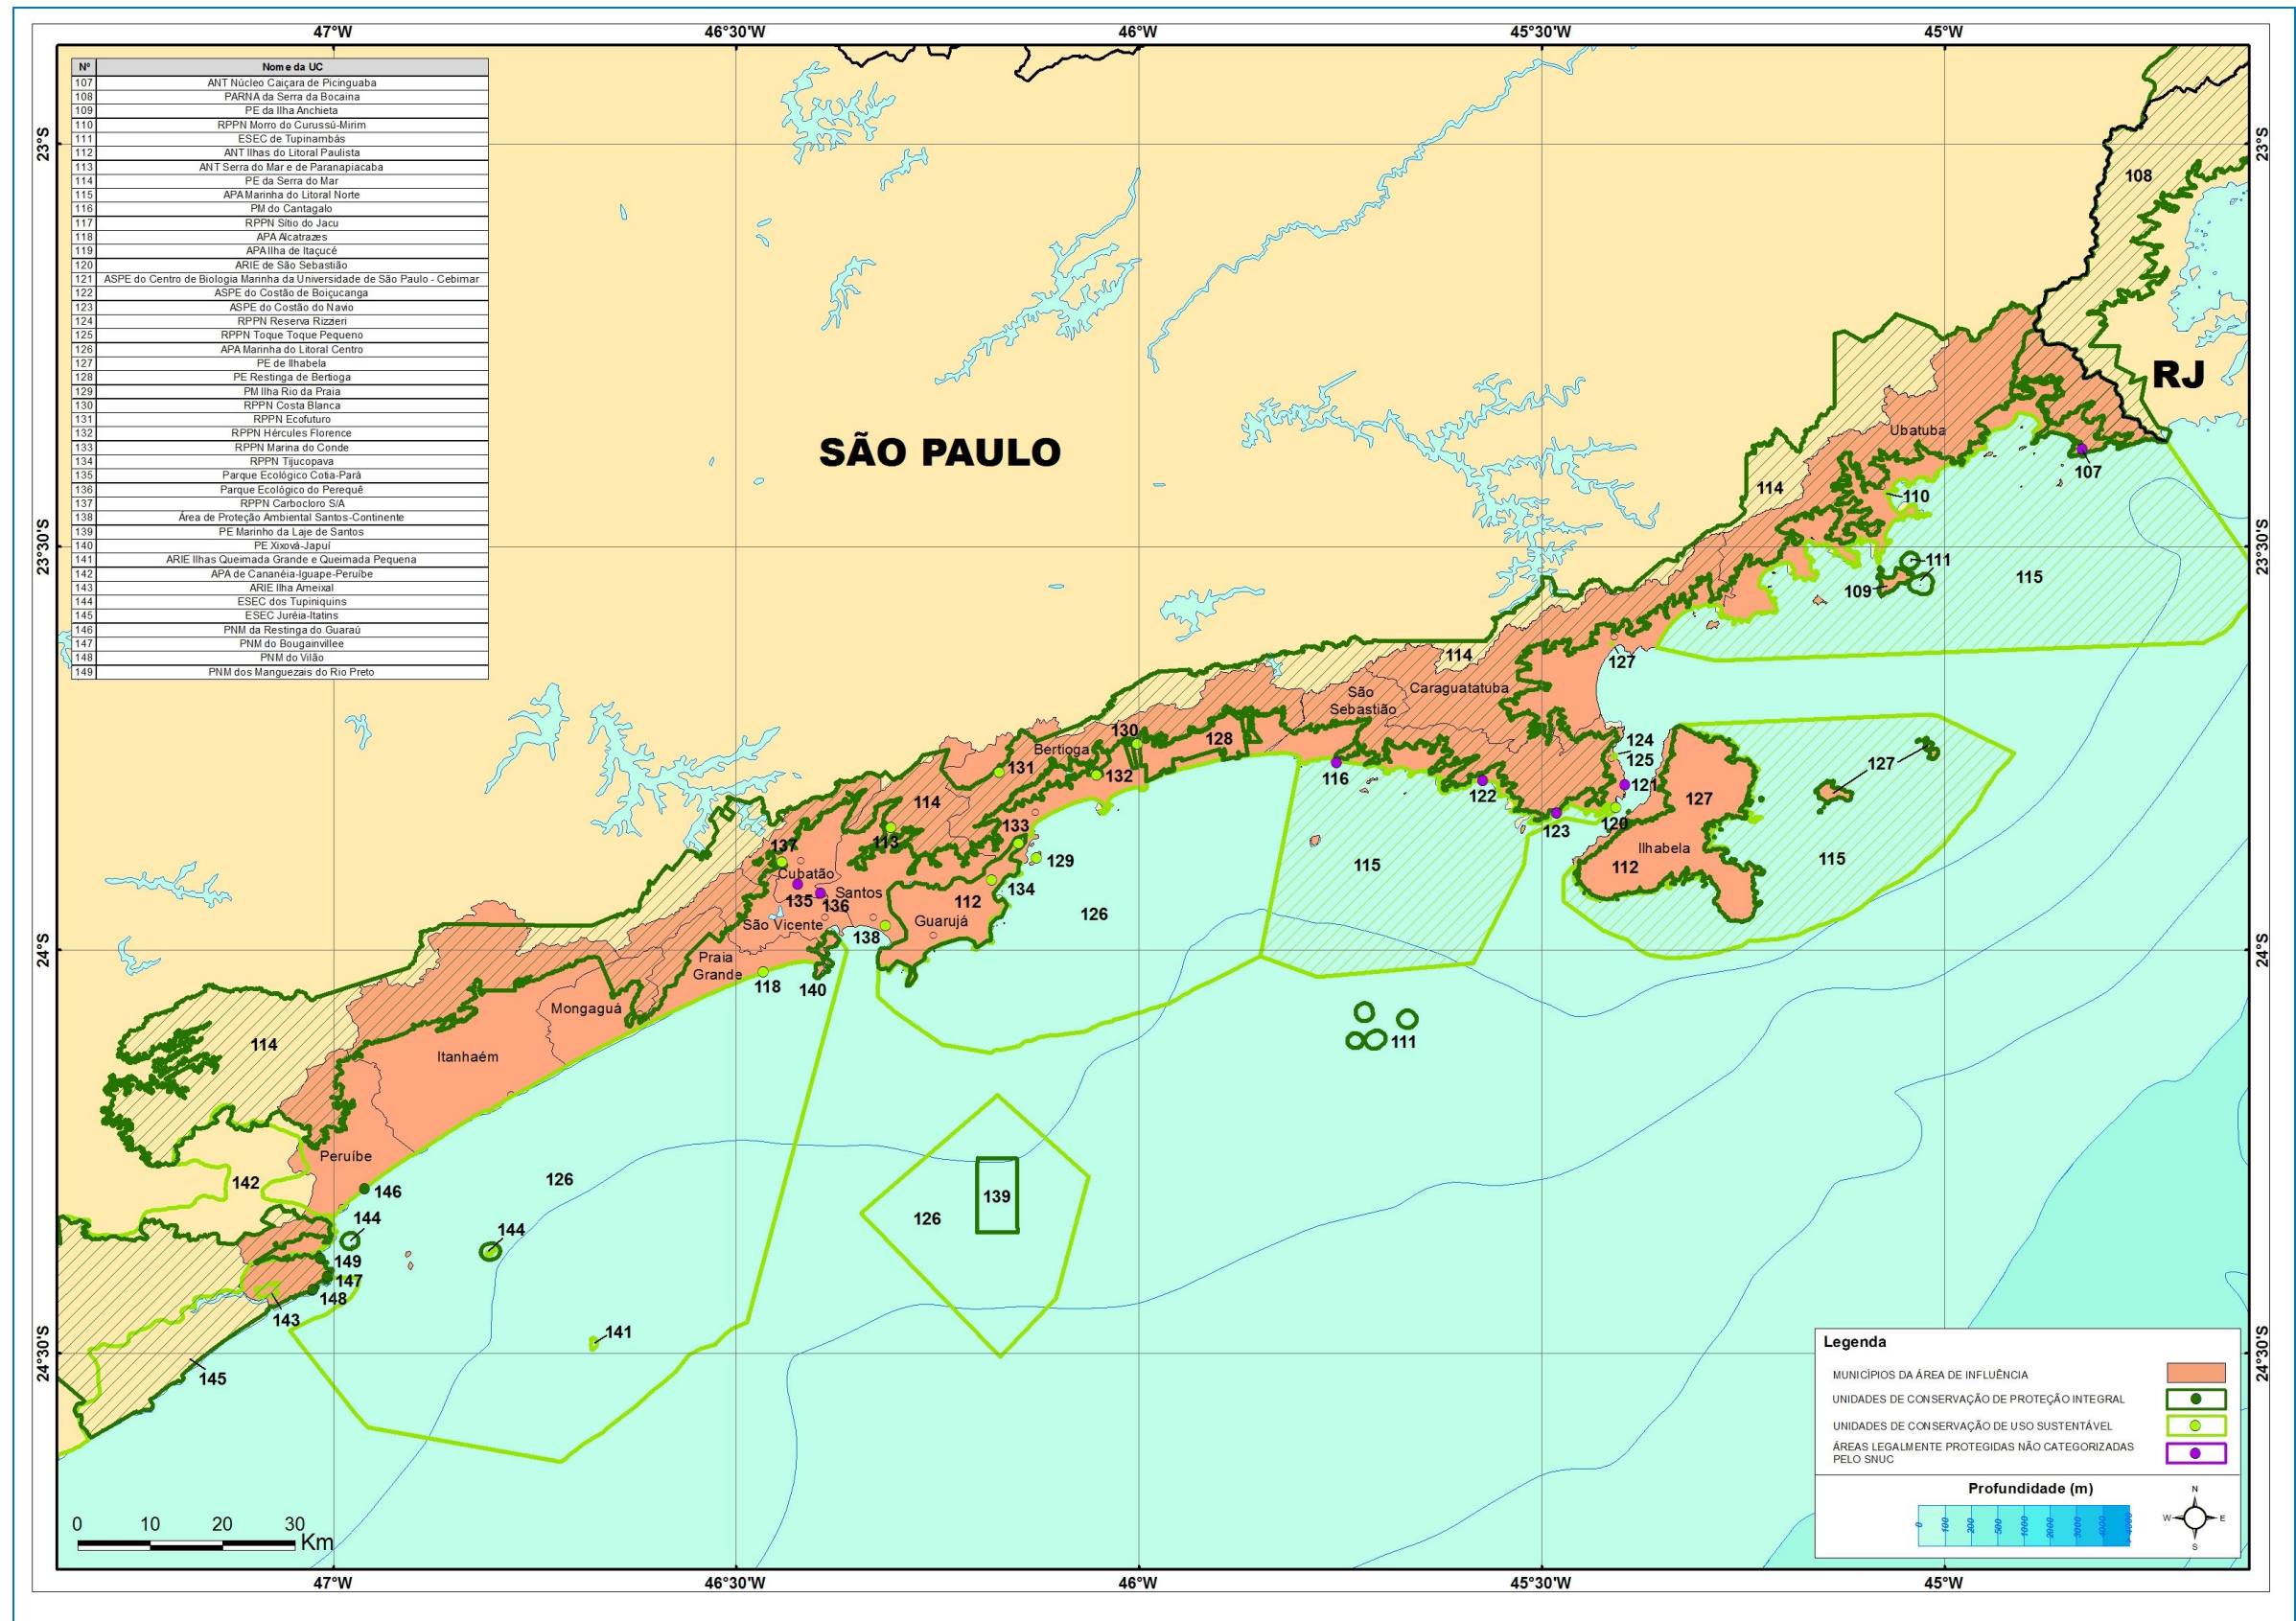 47°W 46°30'W 46°W 45°30'W 45°W
Nº Nome da UC
107 ANT Núcleo Caiçara de Picinguaba
108 PARNA da Serra da Bocaina
109 PE da Ilha Anchieta
110 RPPN Morro do Curussú-Mirim
111 ESEC de Tupinambás
112 ANT Ilhas do Litoral Paulista
113 ANT Serra do Mar e de Paranapiacaba
114 PE da Serra do Mar
115 APA Marinha do Litoral Norte
116 PM do Cantagalo
117 RPPN Sítio do Jacu
118 APA Alcatrazes
119 APA Ilha de Itaçucé
120 ARIE de São Sebastião
121 ASPE do Centro de Biologia Marinha da Universidade de São Paulo - Cebimar
122 ASPE do Costão de Boiçucanga
123 ASPE do Costão do Navio
124 RPPN Reserva Rizzieri
125 RPPN Toque Toque Pequeno
126 APA Marinha do Litoral Centro
127 PE de Ilhabela
128 PE Restinga de Bertioga
129 PM Ilha Rio da Praia
130 RPPN Costa Blanca
131 RPPN Ecofuturo
132 RPPN Hércules Florence
133 RPPN Marina do Conde
134 RPPN Tijucopava
135 Parque Ecológico Cotia-Pará
136 Parque Ecológico do Perequê
137 RPPN Carbocloro S/A
138 Área de Proteção Ambiental Santos-Continente
139 PE Marinho da Laje de Santos
140 PE Xixová-Japuí
141 ARIE Ilhas Queimada Grande e Queimada Pequena
142 APA de Cananéia-Iguape-Peruíbe
143 ARIE Ilha Ameixal
144 ESEC dos Tupiniquins
145 ESEC Juréia-Itatins
146 PNM da Restinga do Guaraú
147 PNM do Bougainvillee
148 PNM do Vilão
149 PNM dos Manguezais do Rio Preto
23°S
23°S
108
RJ
SÃO PAULO
Ubatuba
107
114
110
23°30'S
23°30'S
111
115
109
114
127
Caraguatatuba
São
Sebastião
130
128
Bertioga
124
125
127
131
132
116
122
121
127
114
133
123
120
113
137
129
115
Ilhabela
115
112
Cubatão
134
135
136
Santos
112
126
São Vicente
Guarujá
138
24°S
24°S
Praia
Grande
118
140
Mongaguá
114
Itanhaém
111
Peruíbe
142
146
126
139
126
144
144
149
147
148
143
141
145
24°30'S
24°30'S
Legenda
MUNICÍPIOS DA ÁREA DE INFLUÊNCIA
UNIDADES DE CONSERVAÇÃO DE PROTEÇÃO INTEGRAL
UNIDADES DE CONSERVAÇÃO DE USO SUSTENTÁVEL
ÁREAS LEGALMENTE PROTEGIDAS NÃO CATEGORIZADAS
PELO SNUC
Profundidade (m)
0 100 200 500 1000 2000 3000 4000
N
W E
S
0 10 20 30
Km
47°W 46°30'W 46°W 45°30'W 45°W